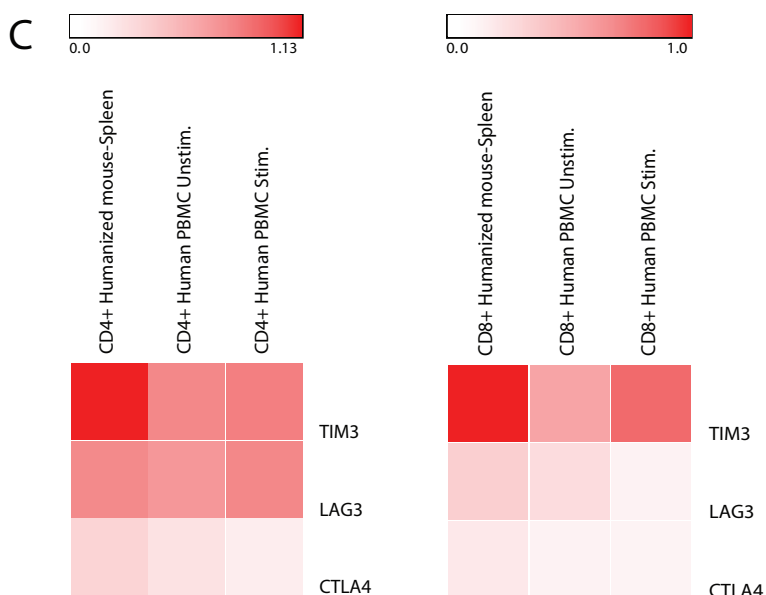 C
0.0 1.13
0.0 1.0
CD4+ Humanized mouse-Spleen
CD4+ Human PBMC Unstim.
CD4+ Human PBMC Stim.
CD8+ Humanized mouse-Spleen
CD8+ Human PBMC Unstim.
CD8+ Human PBMC Stim.
TIM3
LAG3
CTLA4
TIM3
LAG3
CTLA4